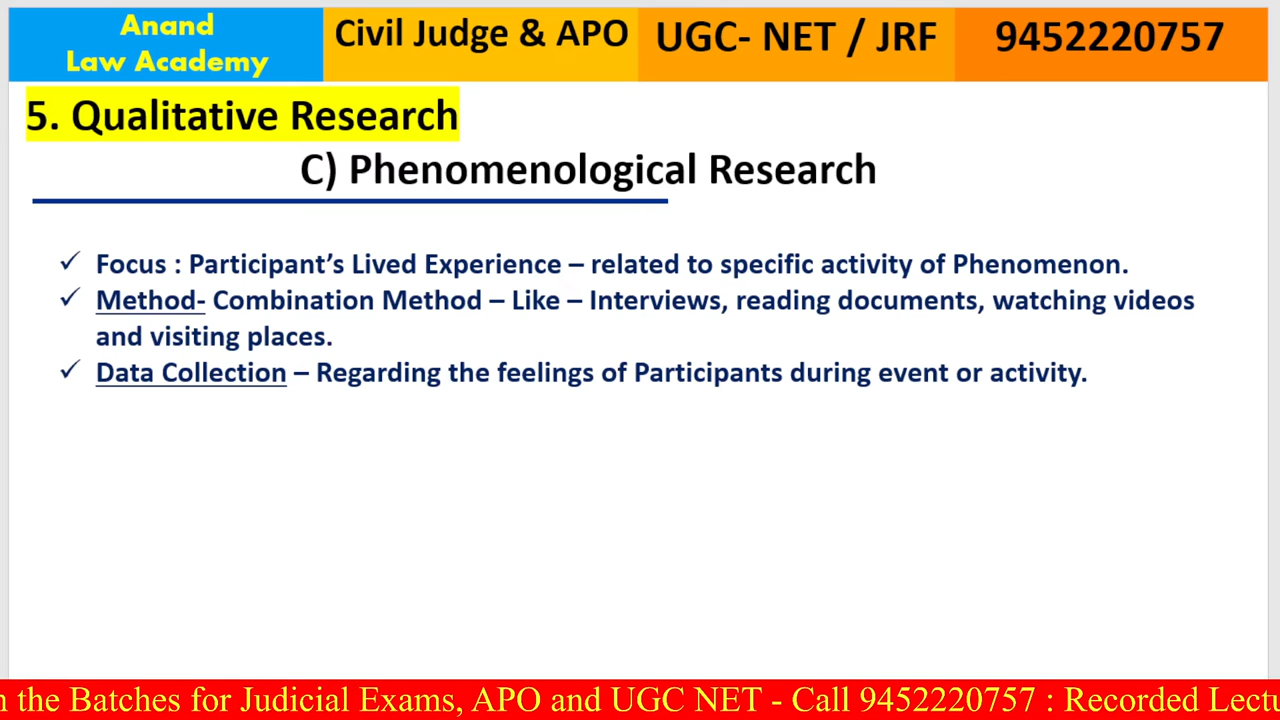 Anand
Law Academy
Civil Judge & APO
UGC- NET / JRF
9452220757
5. Qualitative Research
C) Phenomenological Research
✓ Focus : Participant's Lived Experience – related to specific activity of Phenomenon.
✓ Method- Combination Method – Like – Interviews, reading documents, watching videos
and visiting places.
✓ Data Collection – Regarding the feelings of Participants during event or activity.
the Batches for Judicial Exams, APO and UGC NET - Call 9452220757 : Recorded